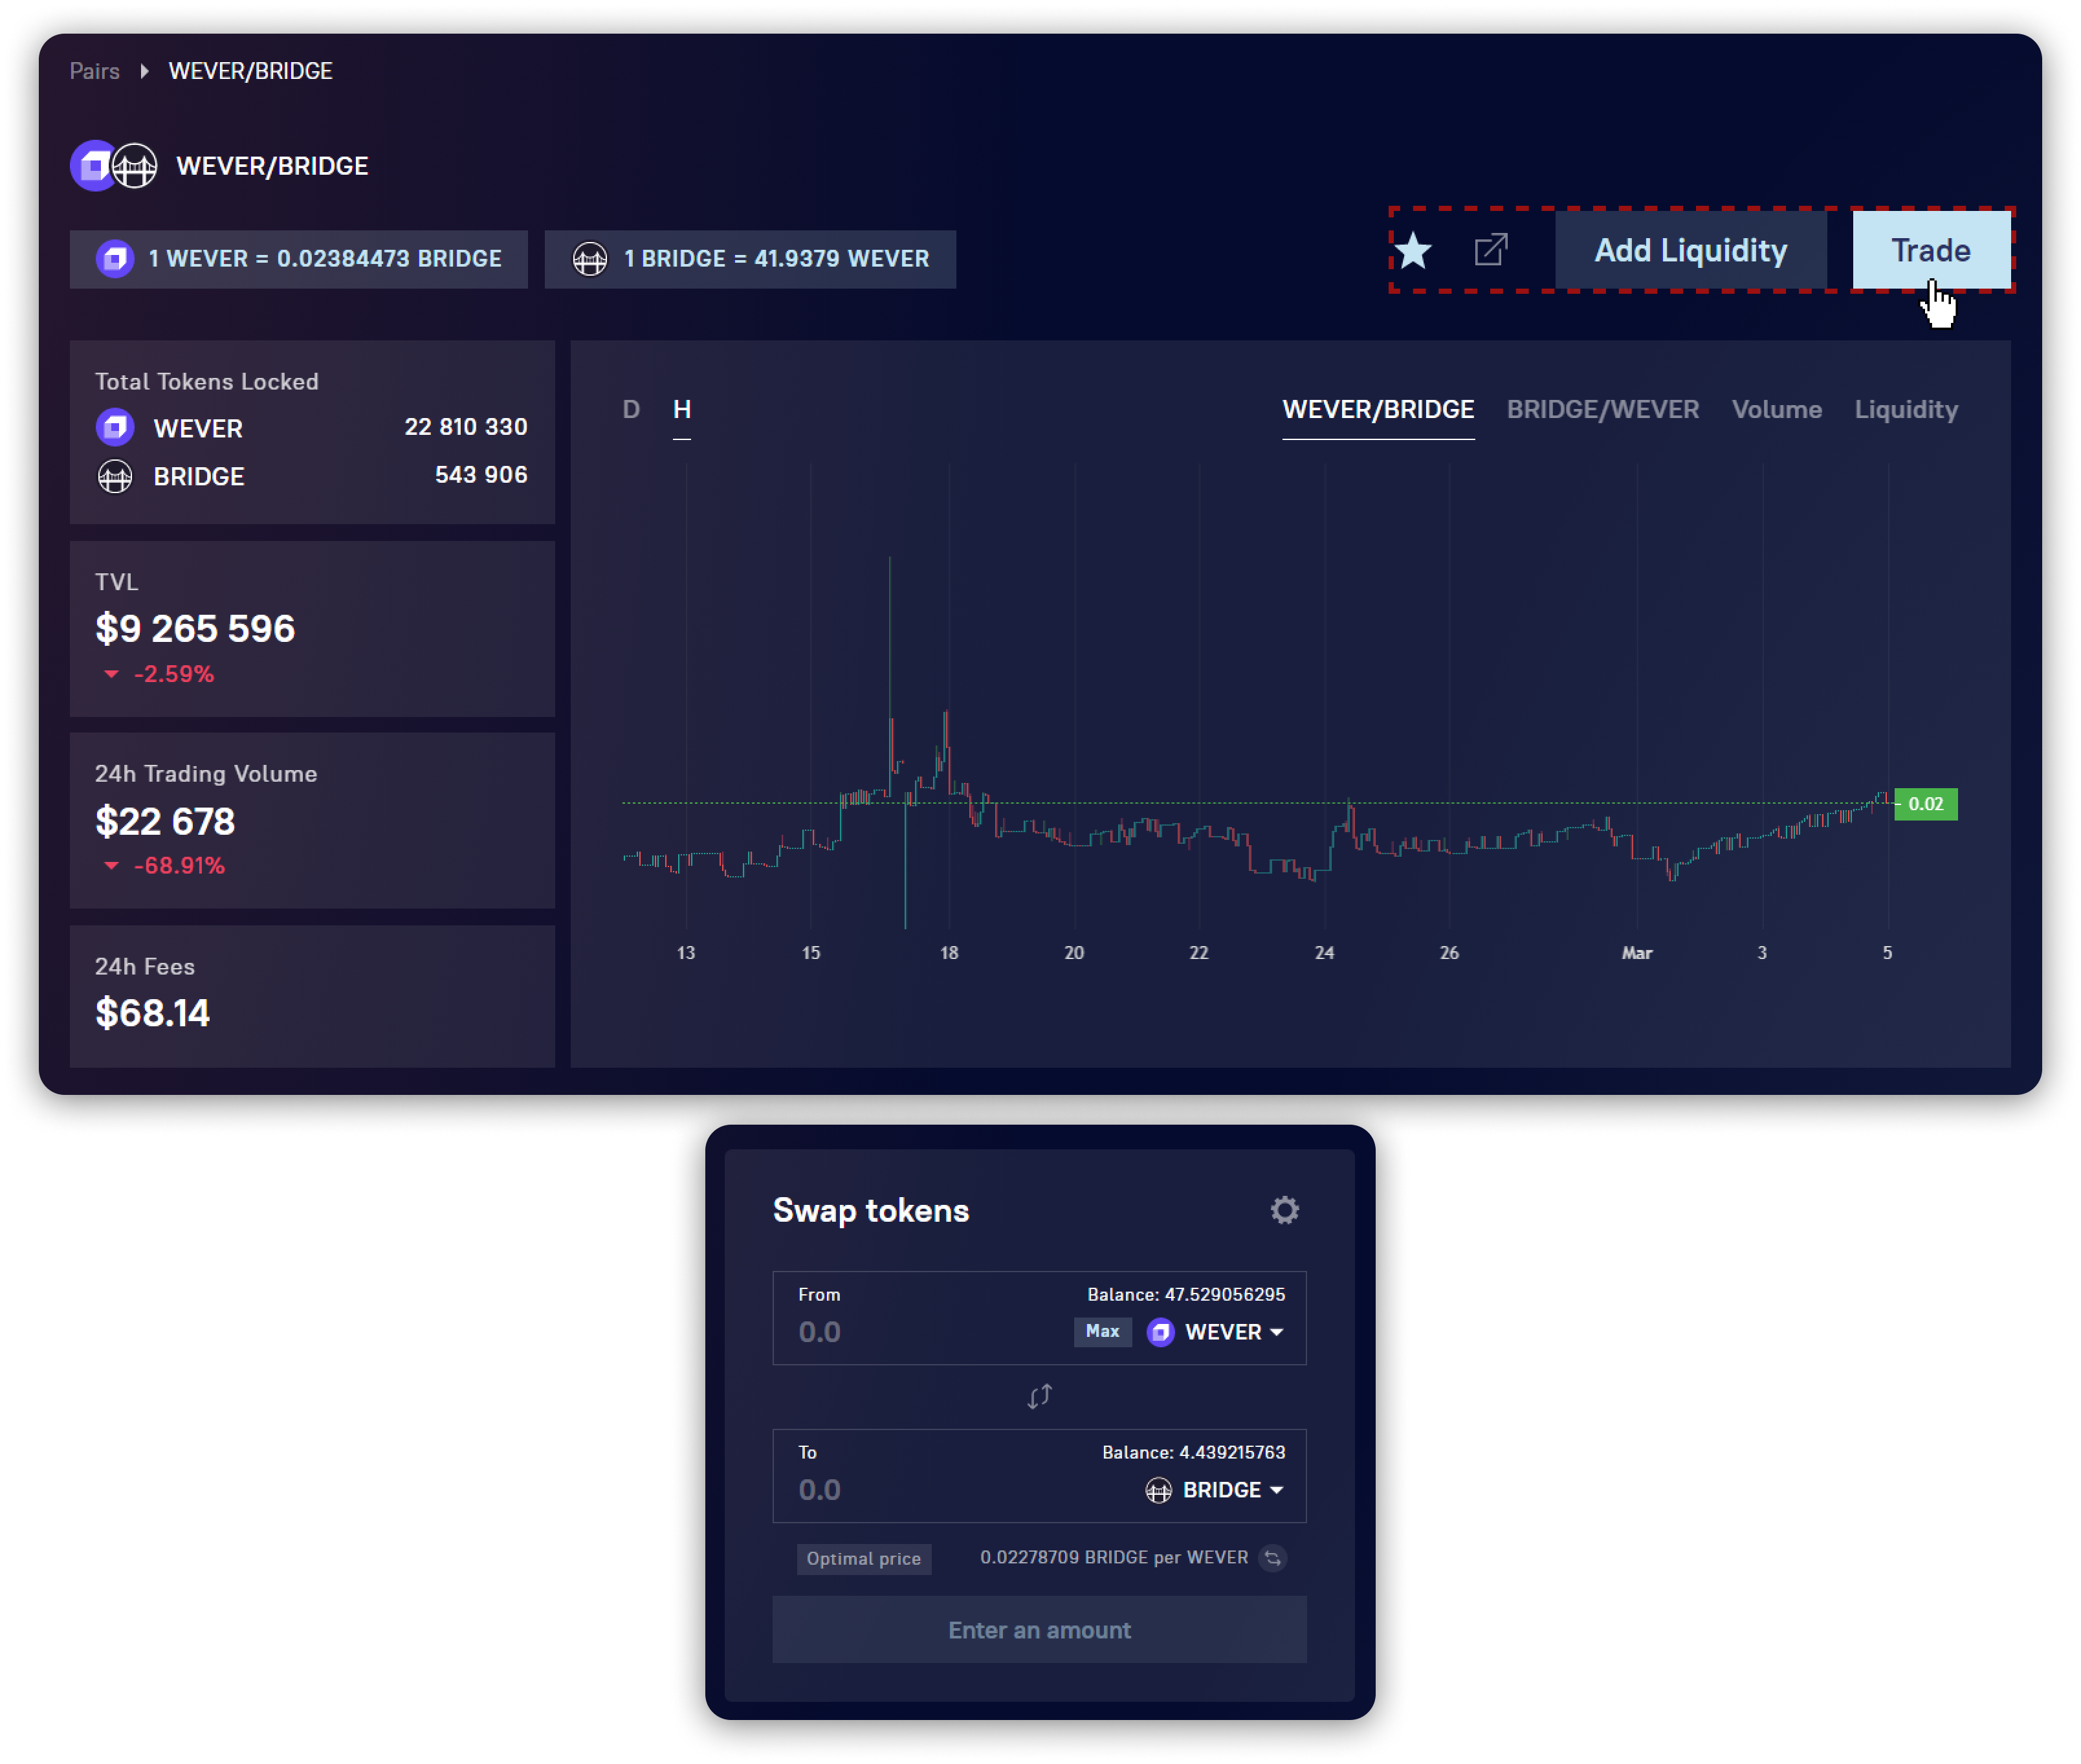 Pairs WEVER/BRIDGE
WEVER/BRIDGE
1 WEVER = 0.02384473 BRIDGE
1 BRIDGE = 41.9379 WEVER
Add Liquidity
Trade
Total Tokens Locked
WEVER 22 810 330
BRIDGE 543 906
TVL
$9 265 596
-2.59%
24h Trading Volume
$22 678
-68.91%
24h Fees
$68.14
D H
WEVER/BRIDGE BRIDGE/WEVER Volume Liquidity
0.02
13 15 18 20 22 24 26 Mar 3 5
Swap tokens
From Balance: 47.529056295
0.0 Max WEVER
To Balance: 4.439215763
0.0 BRIDGE
Optimal price 0.02278709 BRIDGE per WEVER
Enter an amount